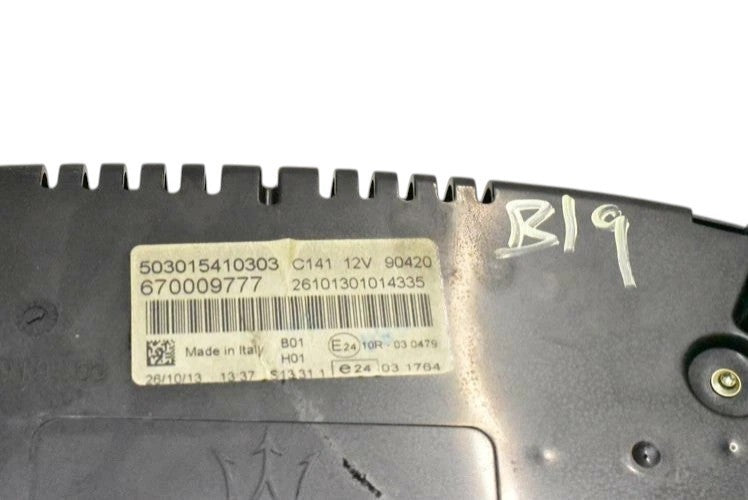 B19
503015410303 C141 12V 90420
670009777 26101301014335
Made in Italy B01 E24 10R - 03 0479
H01
26/10/13 13:37 S13.31.1 e24 03 1764